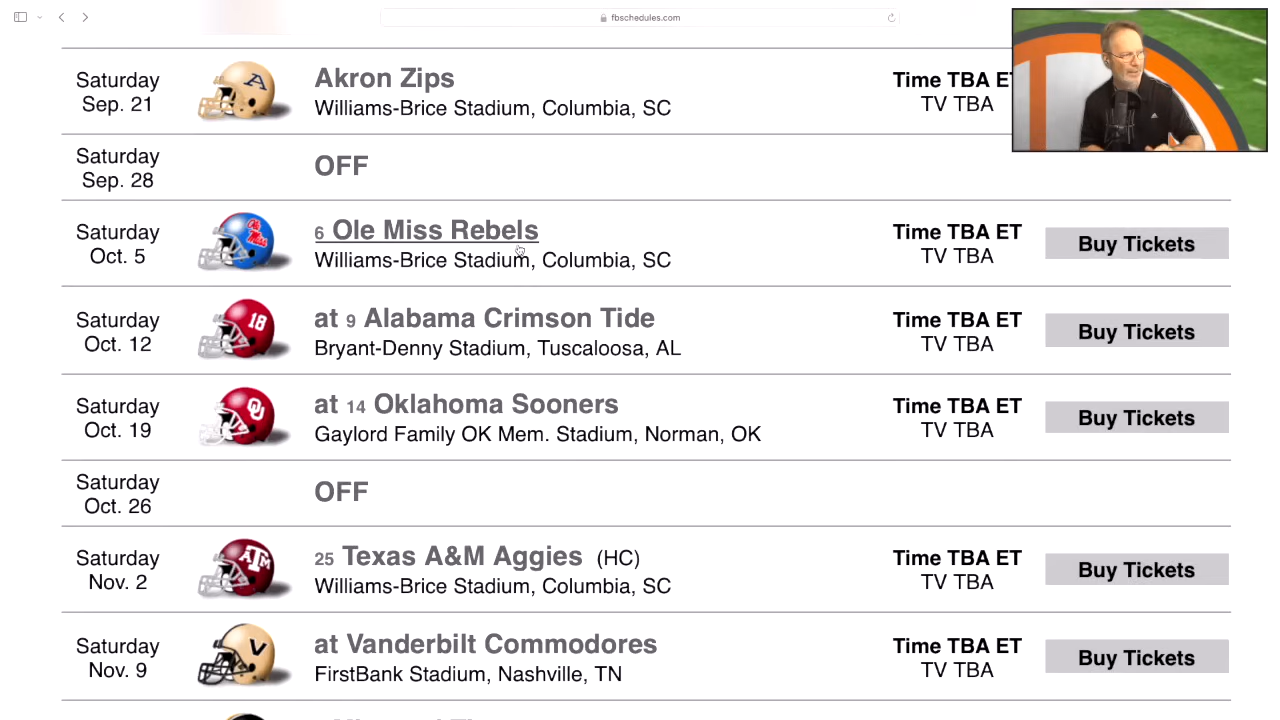 fbschedules.com
Saturday
Sep. 21
A
Akron Zips
Williams-Brice Stadium, Columbia, SC
Time TBA ET
TV TBA
Saturday
Sep. 28
OFF
Saturday
Oct. 5
Ole Miss
6 Ole Miss Rebels
Williams-Brice Stadium, Columbia, SC
Time TBA ET
TV TBA
Buy Tickets
Saturday
Oct. 12
18
at 9 Alabama Crimson Tide
Bryant-Denny Stadium, Tuscaloosa, AL
Time TBA ET
TV TBA
Buy Tickets
Saturday
Oct. 19
OU
at 14 Oklahoma Sooners
Gaylord Family OK Mem. Stadium, Norman, OK
Time TBA ET
TV TBA
Buy Tickets
Saturday
Oct. 26
OFF
Saturday
Nov. 2
ATM
25 Texas A&M Aggies (HC)
Williams-Brice Stadium, Columbia, SC
Time TBA ET
TV TBA
Buy Tickets
Saturday
Nov. 9
V
at Vanderbilt Commodores
FirstBank Stadium, Nashville, TN
Time TBA ET
TV TBA
Buy Tickets